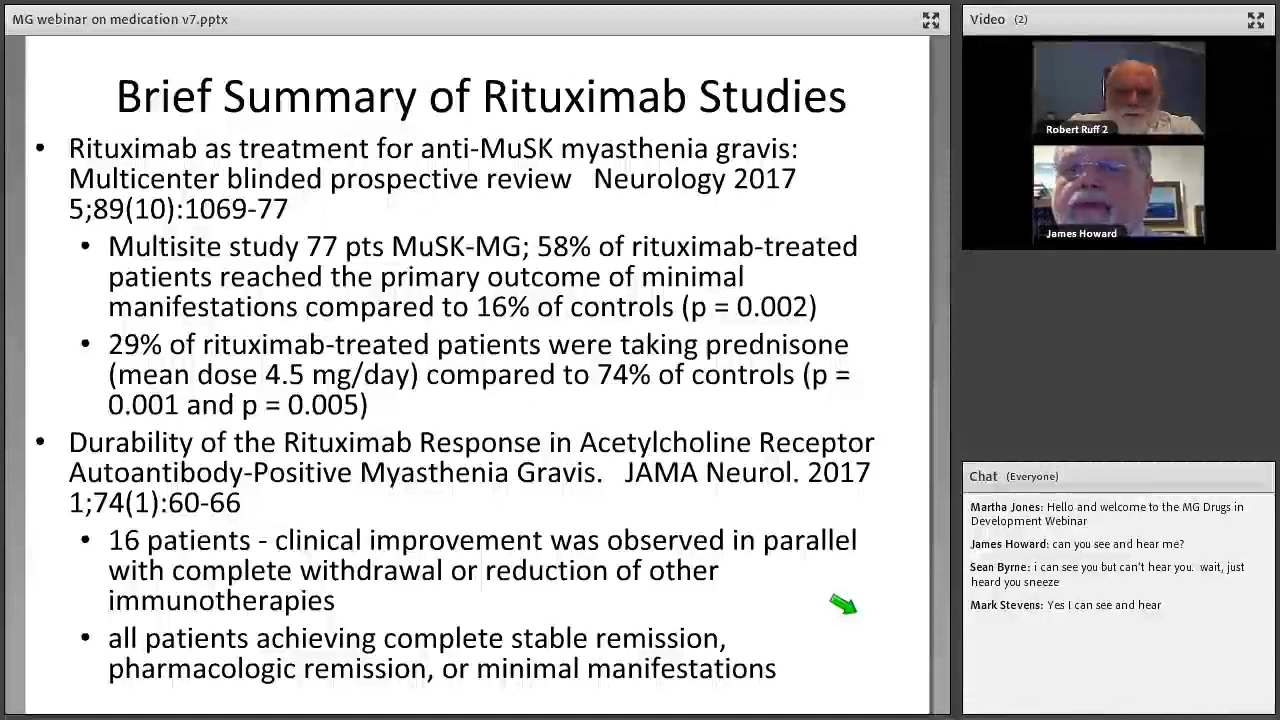 MG webinar on medication v7.pptx
Brief Summary of Rituximab Studies
• Rituximab as treatment for anti-MuSK myasthenia gravis:
Multicenter blinded prospective review Neurology 2017
5;89(10):1069-77
• Multisite study 77 pts MuSK-MG; 58% of rituximab-treated
patients reached the primary outcome of minimal
manifestations compared to 16% of controls (p = 0.002)
• 29% of rituximab-treated patients were taking prednisone
(mean dose 4.5 mg/day) compared to 74% of controls (p =
0.001 and p = 0.005)
• Durability of the Rituximab Response in Acetylcholine Receptor
Autoantibody-Positive Myasthenia Gravis. JAMA Neurol. 2017
1;74(1):60-66
• 16 patients - clinical improvement was observed in parallel
with complete withdrawal or reduction of other
immunotherapies
• all patients achieving complete stable remission,
pharmacologic remission, or minimal manifestations
Video (2)
Robert Ruff 2
James Howard
Chat (Everyone)
Martha Jones: Hello and welcome to the MG Drugs in
Development Webinar
James Howard: can you see and hear me?
Sean Byrne: i can see you but can't hear you. wait, just
heard you sneeze
Mark Stevens: Yes I can see and hear